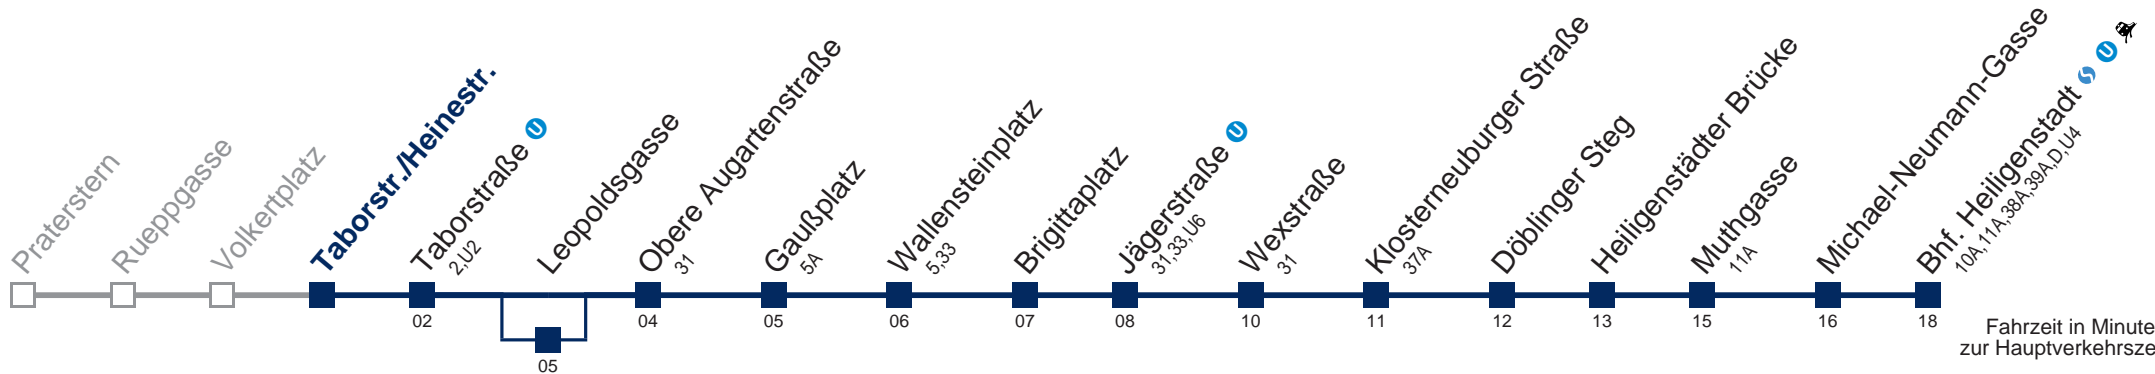 Praterstern
Rueppgasse
Volkertplatz
Taborstr./Heinestr.
Taborstraße U
2,U2
Leopoldsgasse
Obere Augartenstraße
31
Gaußplatz
5A
Wallensteinplatz
5,33
Brigittaplatz
Jägerstraße U
31,33,U6
Wexstraße
31
Klosterneuburger Straße
37A
Döblinger Steg
Heiligenstädter Brücke
Muthgasse
11A
Michael-Neumann-Gasse
Bhf. Heiligenstadt S U
10A,11A,38A,39A,D,U4
02
05
04
05
06
07
08
10
11
12
13
15
16
18
Fahrzeit in Minute
zur Hauptverkehrsze